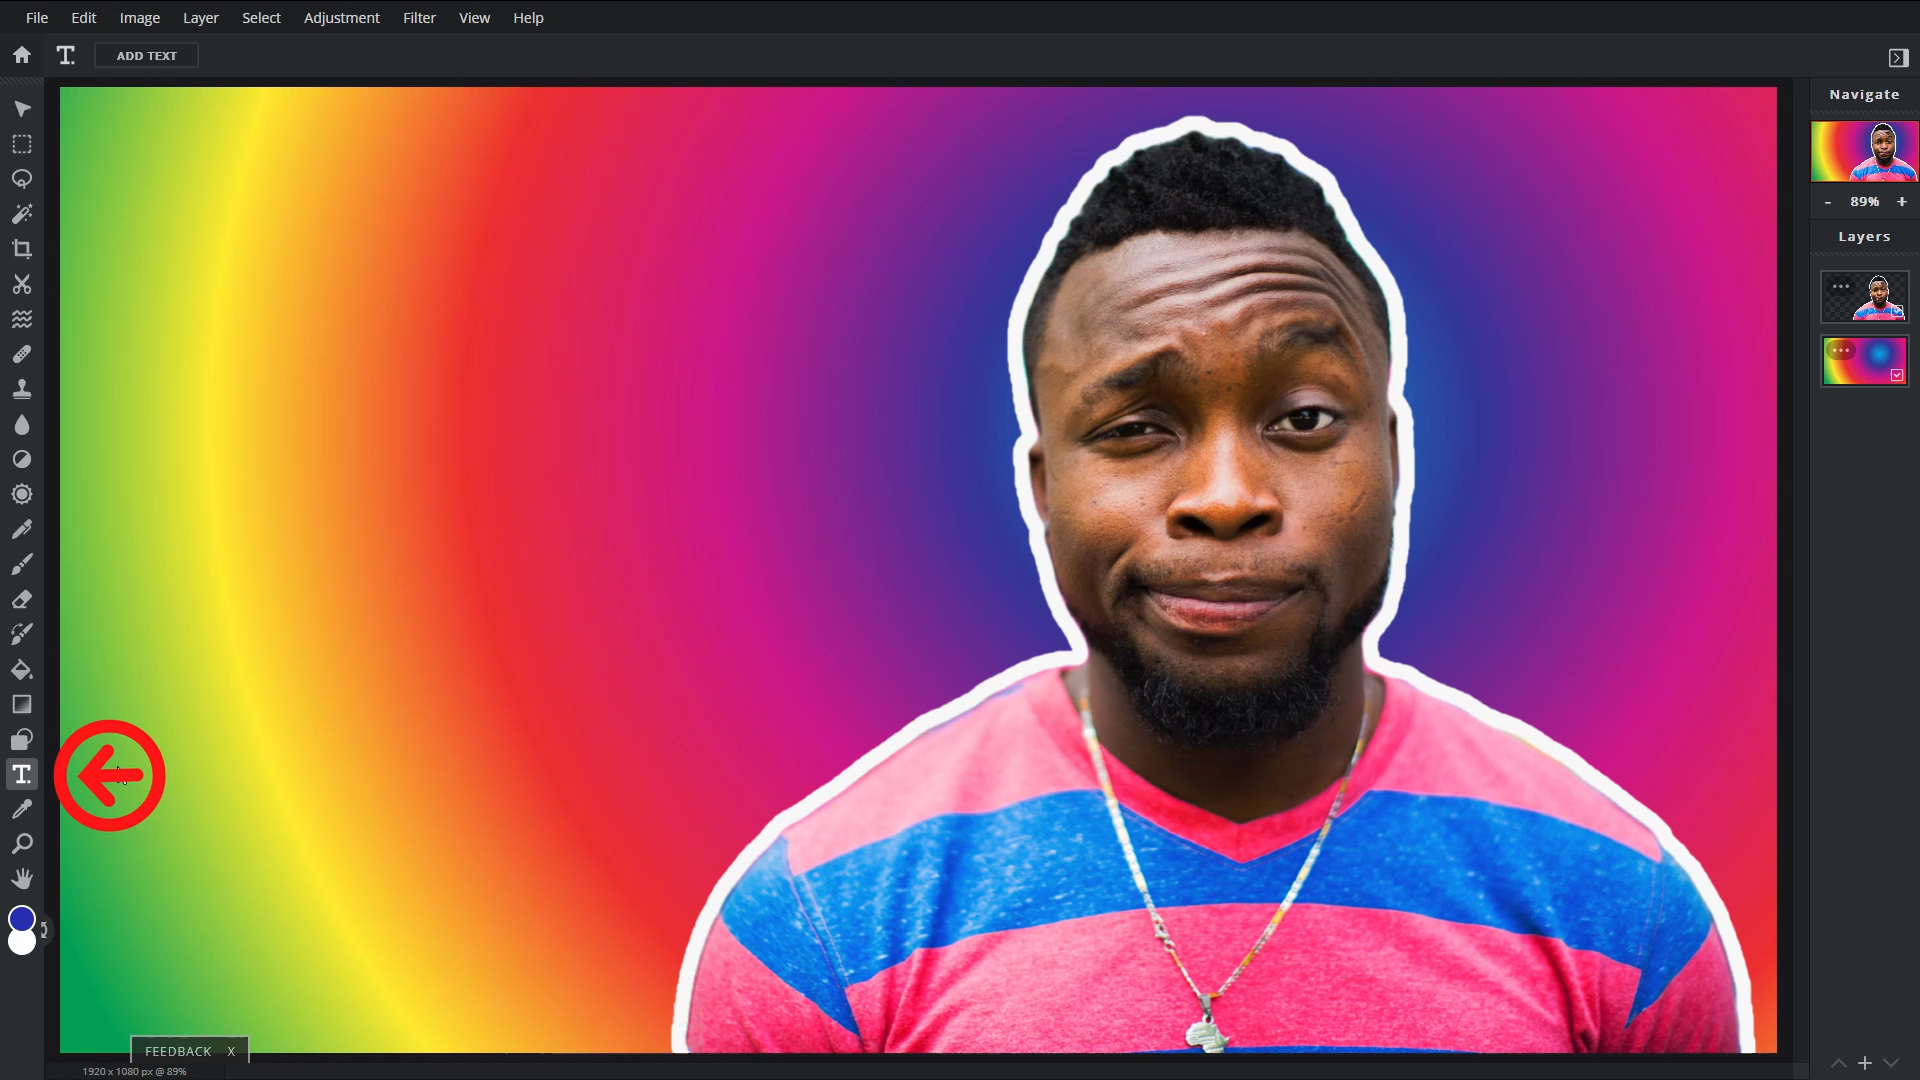 File Edit Image Layer Select Adjustment Filter View Help
T. ADD TEXT
Navigate
- 89% +
Layers
T.
FEEDBACK X
1920 x 1080 px @ 89%